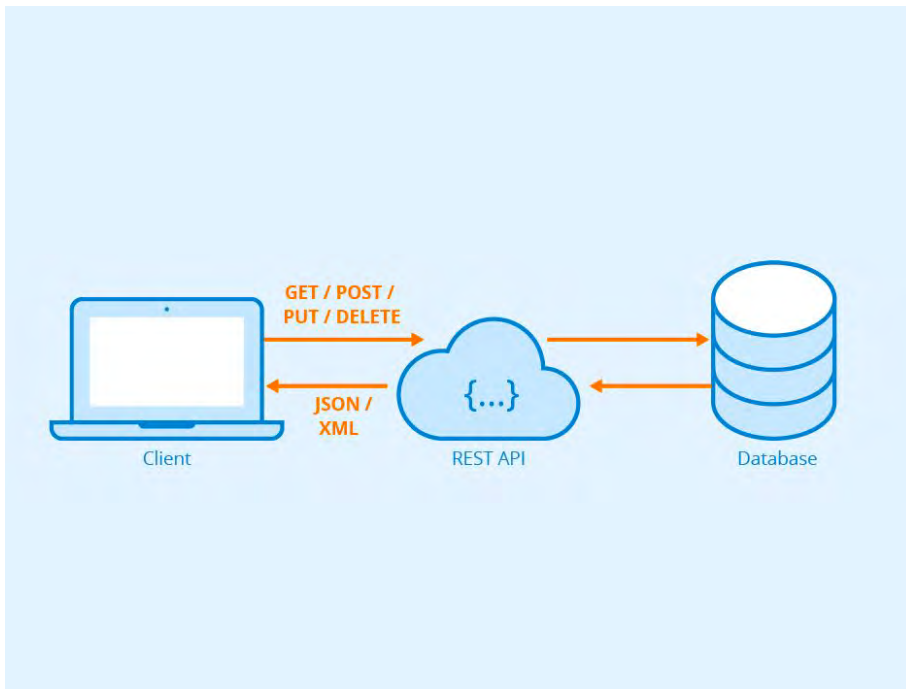 GET / POST /
PUT / DELETE
{...}
JSON /
XML
Client
REST API
Database